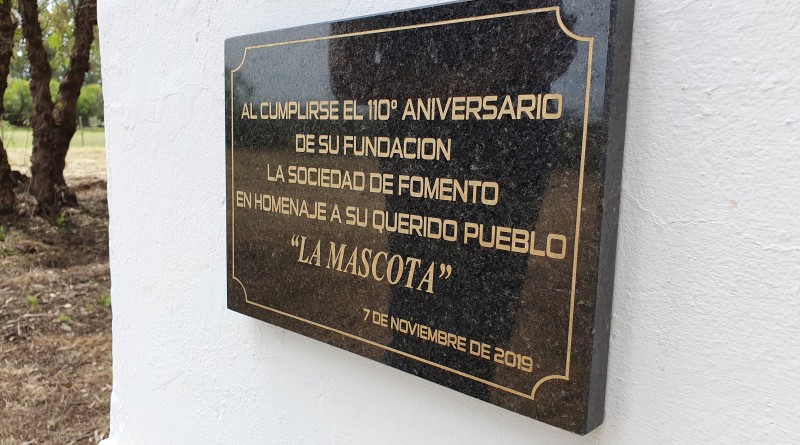 AL CUMPLIRSE EL 110º ANIVERSARIO
DE SU FUNDACION
LA SOCIEDAD DE FOMENTO
EN HOMENAJE A SU QUERIDO PUEBLO
“LA MASCOTA”
7 DE NOVIEMBRE DE 2019